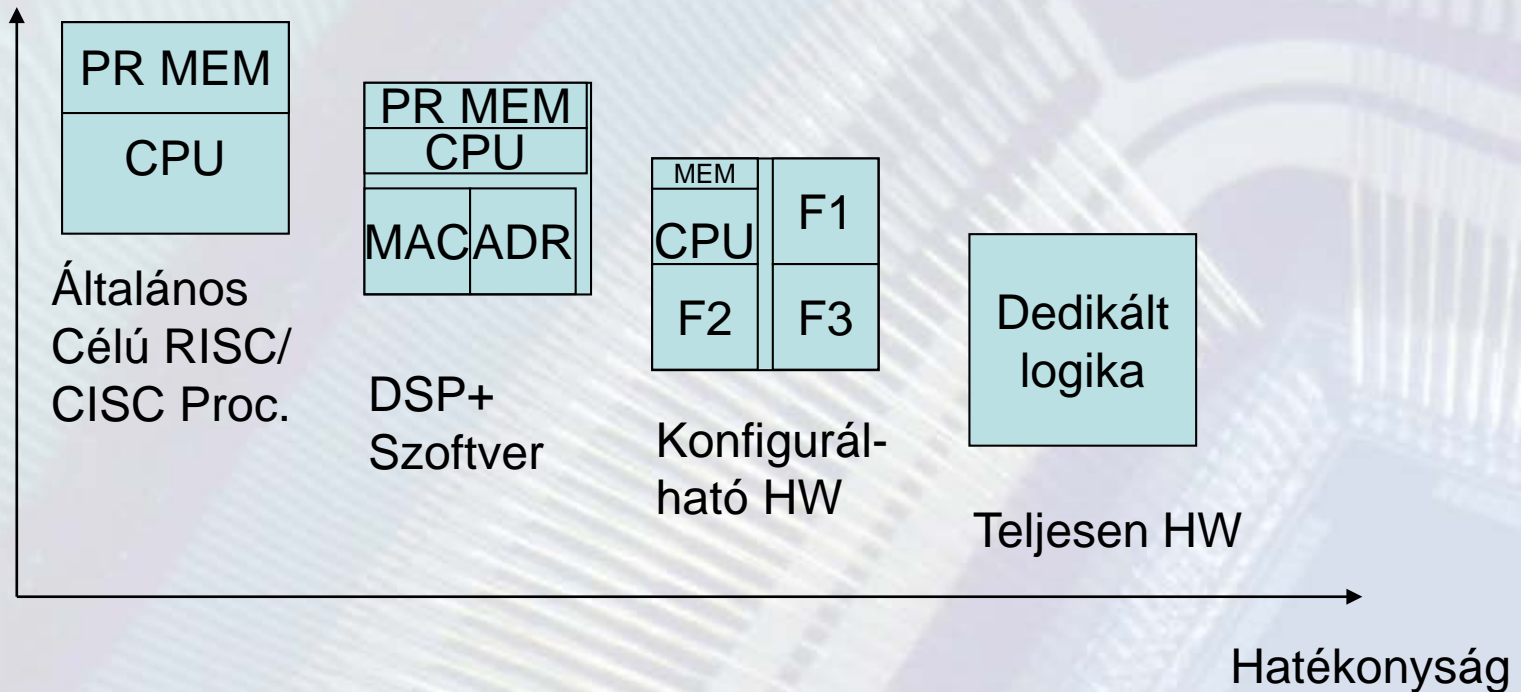 PR MEM
CPU
Általános
Célú RISC/
CISC Proc.
PR MEM
CPU
MAC ADR
DSP+
Szoftver
MEM
CPU
F1
F2
F3
Konfigurál-
ható HW
Dedikált
logika
Teljesen HW
Hatékonyság